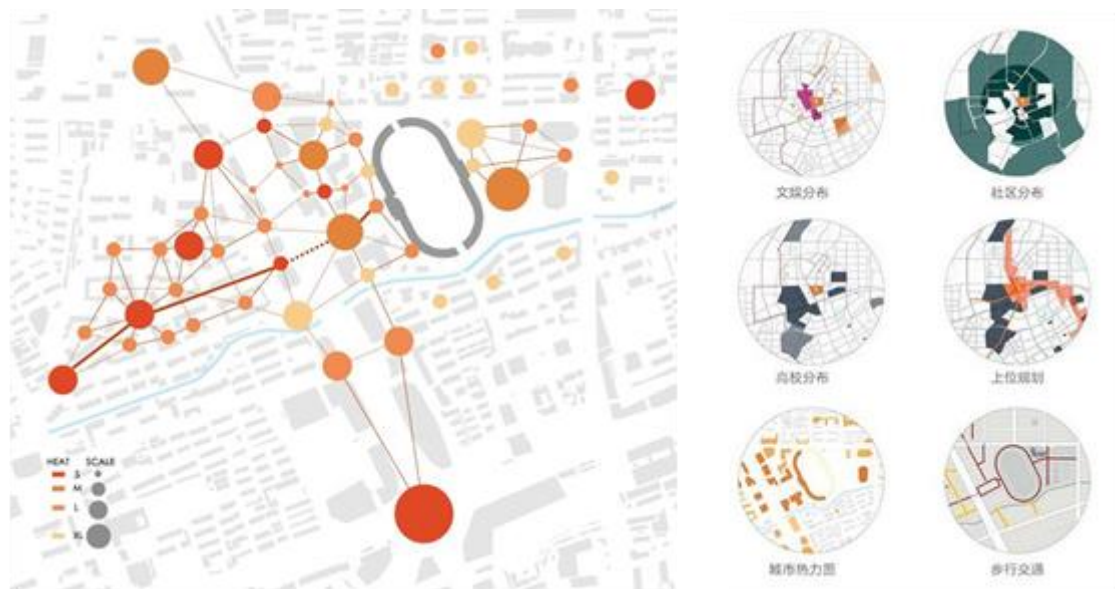 HEAT SCALE
S
M
L
XL
文娱分布
社区分布
高校分布
上位规划
城市热力图
步行交通